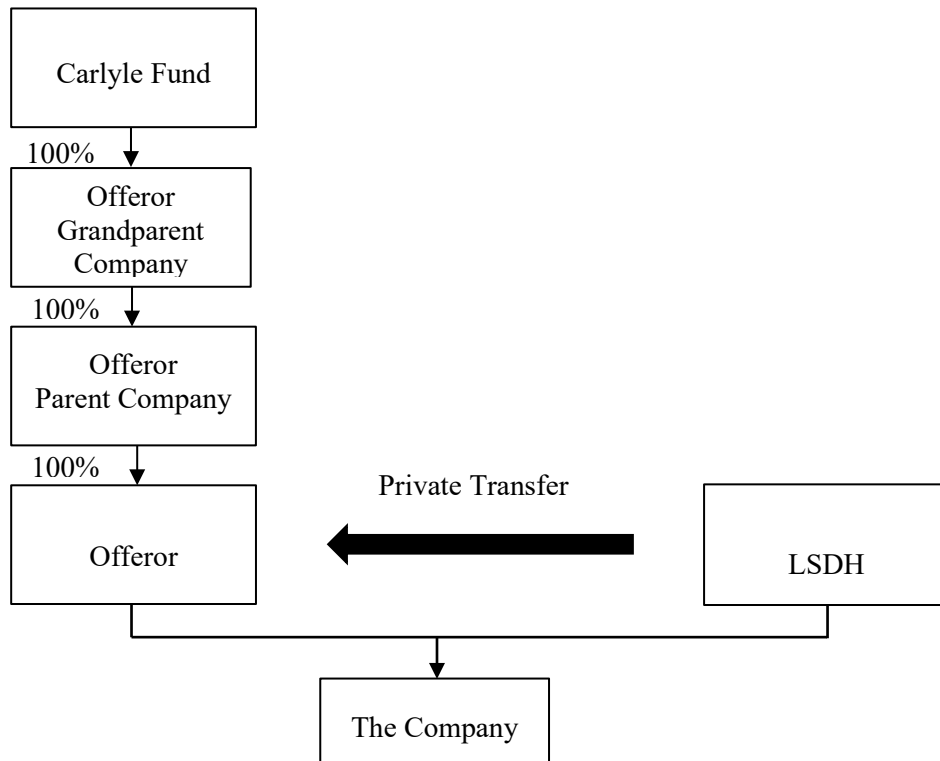 Carlyle Fund
100%
Offeror
Grandparent
Company
100%
Offeror
Parent Company
100%
Private Transfer
Offeror
LSDH
The Company